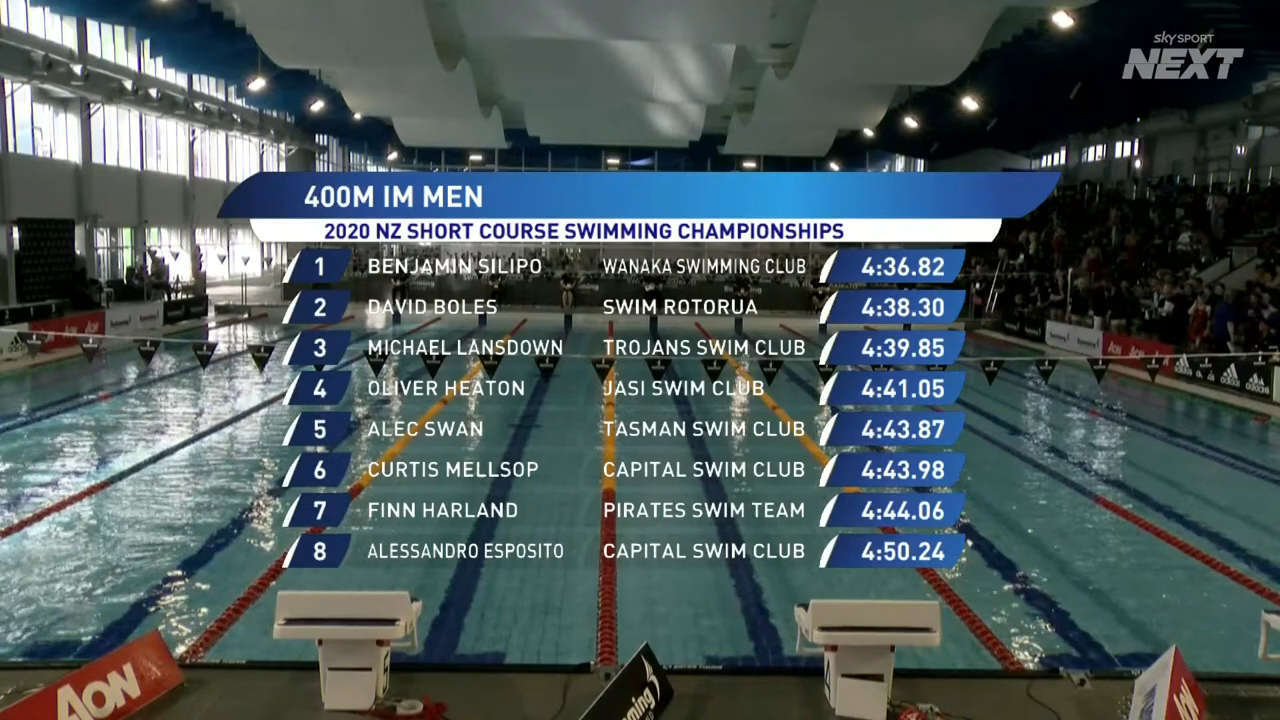 sky SPORT
NEXT
400M IM MEN
2020 NZ SHORT COURSE SWIMMING CHAMPIONSHIPS
1 BENJAMIN SILIPO WANAKA SWIMMING CLUB 4:36.82
2 DAVID BOLES SWIM ROTORUA 4:38.30
3 MICHAEL LANSDOWN TROJANS SWIM CLUB 4:39.85
4 OLIVER HEATON JASI SWIM CLUB 4:41.05
5 ALEC SWAN TASMAN SWIM CLUB 4:43.87
6 CURTIS MELLSOP CAPITAL SWIM CLUB 4:43.98
7 FINN HARLAND PIRATES SWIM TEAM 4:44.06
8 ALESSANDRO ESPOSITO CAPITAL SWIM CLUB 4:50.24
AON
adidas
AON